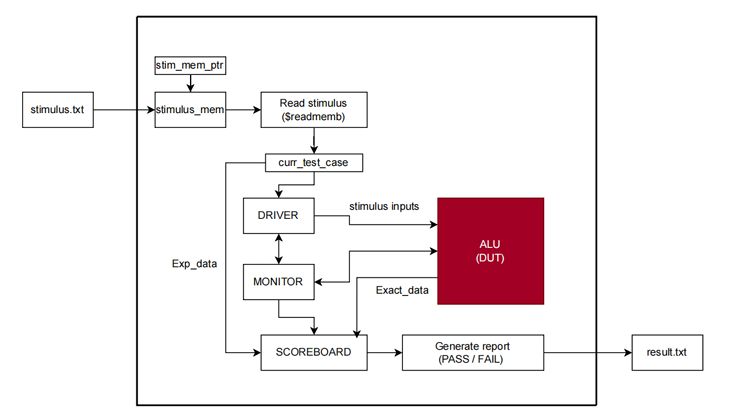 stim_mem_ptr
stimulus.txt
stimulus_mem
Read stimulus
($readmemb)
curr_test_case
DRIVER
stimulus inputs
ALU
(DUT)
Exp_data
MONITOR
Exact_data
SCOREBOARD
Generate report
(PASS / FAIL)
result.txt